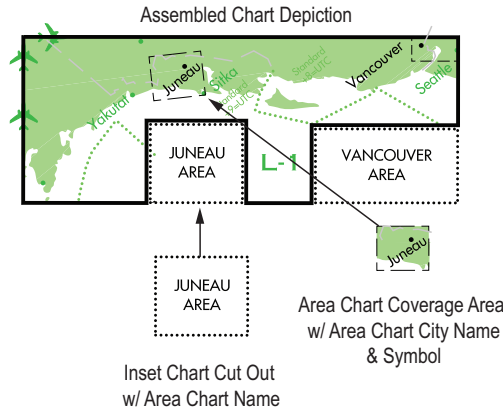 Assembled Chart Depiction
Vancouver
Seattle
Juneau
Sitka
Standard
Yakutat
JUNEAU
AREA
L-1
VANCOUVER
AREA
JUNEAU
AREA
Juneau
Area Chart Coverage Area
w/ Area Chart City Name
& Symbol
Inset Chart Cut Out
w/ Area Chart Name